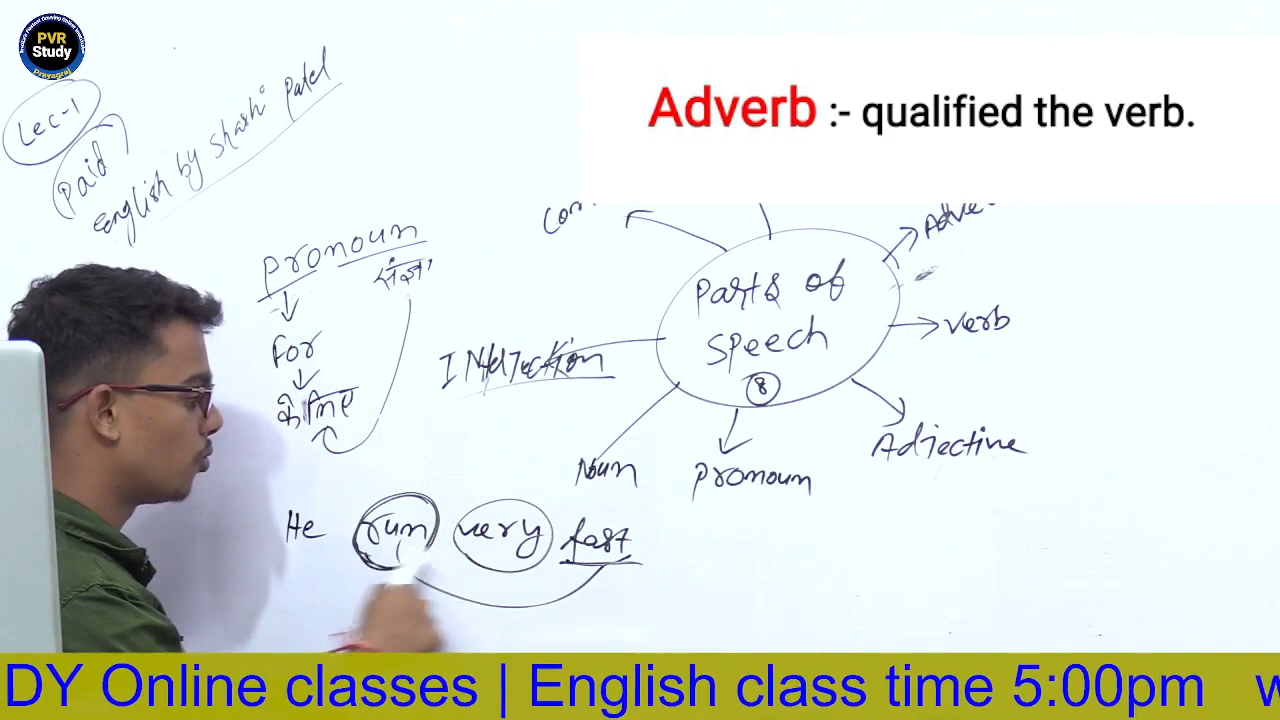 PVR
Study
Prayagraj
Lec-1
Paid
English by Shashi Patel
Adverb :- qualified the verb.
Pronoun
संज्ञा
For
के लिए
Parts of
speech
8
verb
Adjective
Pronoun
Noun
He run very fast
DY Online classes | English class time 5:00pm w